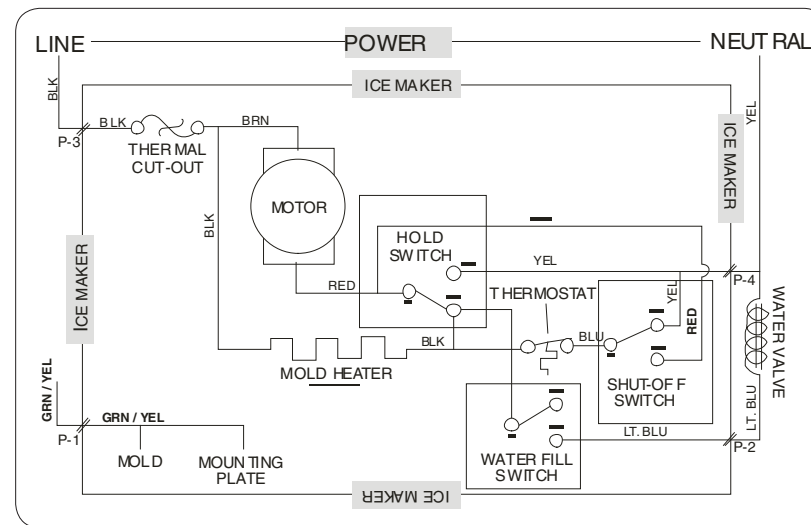 LINE
POWER
NEUTRAL
ICE MAKER
BLK
YEL
BLK
BRN
P-3
THERMAL
CUT-OUT
ICE MAKER
MOTOR
BLK
HOLD
SWITCH
YEL
P-4
RED
THERMOSTAT
YEL
RED
WATER VALVE
ICE MAKER
BLK
BLU
MOLD HEATER
SHUT-OFF
SWITCH
GRN / YEL
GRN / YEL
LT. BLU
LT. BLU
P-1
P-2
MOLD
MOUNTING
PLATE
WATER FILL
SWITCH
ICE MAKER